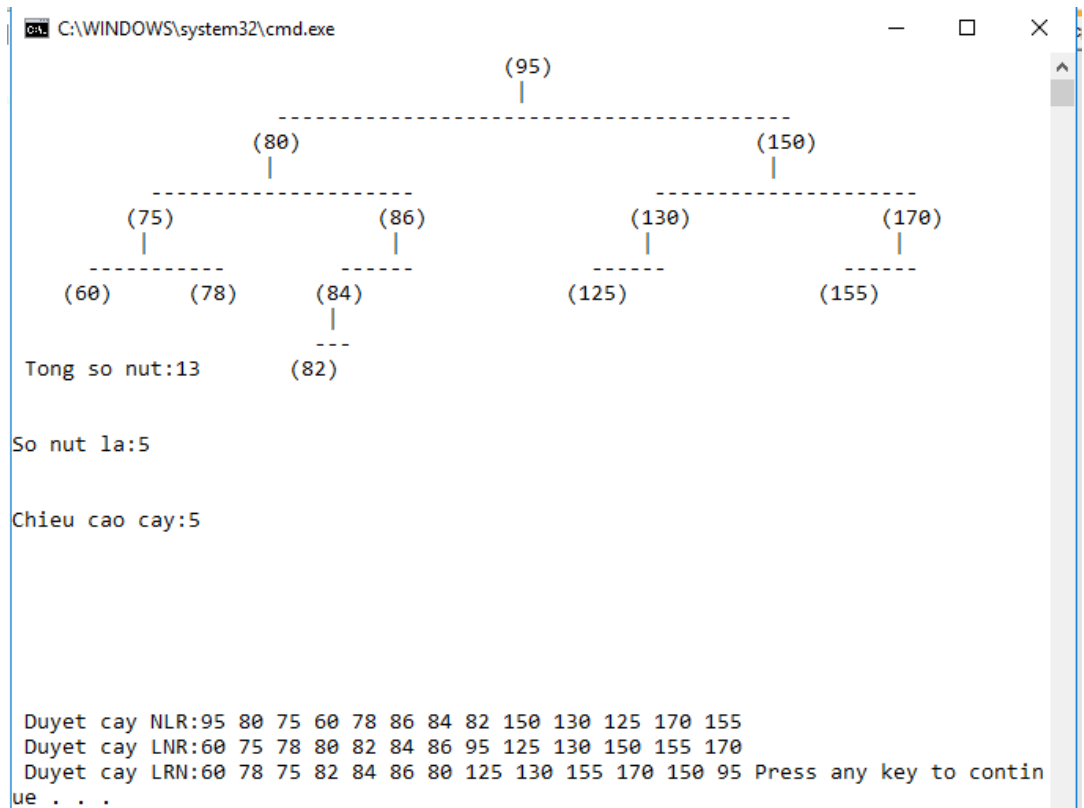 C:\WINDOWS\system32\cmd.exe
(95)
|
-----------------------------------------
(80) (150)
| |
--------------------- ---------------------
(75) (86) (130) (170)
| | | |
----------- ------ ------ ------
(60) (78) (84) (125) (155)
|
---
Tong so nut:13 (82)
So nut la:5
Chieu cao cay:5
Duyet cay NLR:95 80 75 60 78 86 84 82 150 130 125 170 155
Duyet cay LNR:60 75 78 80 82 84 86 95 125 130 150 155 170
Duyet cay LRN:60 78 75 82 84 86 80 125 130 155 170 150 95 Press any key to contin
ue . . .